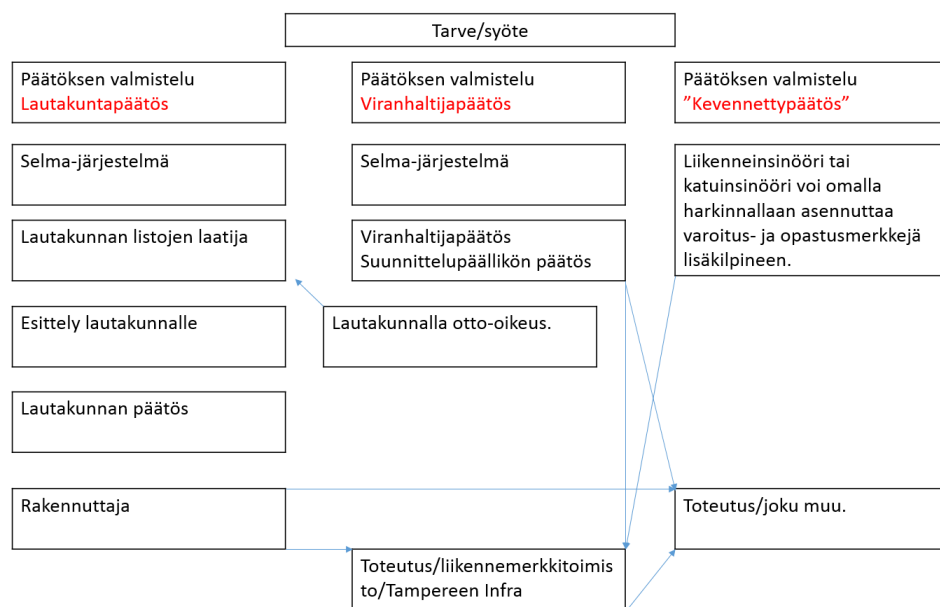 Tarve/syöte
Päätöksen valmistelu
Lautakuntapäätös
Päätöksen valmistelu
Viranhaltijapäätös
Päätöksen valmistelu
”Kevennettypäätös”
Selma-järjestelmä
Selma-järjestelmä
Liikenneinsinööri tai
katuinsinööri voi omalla
harkinnallaan asennuttaa
varoitus- ja opastusmerkkejä
lisäkilpineen.
Lautakunnan listojen laatija
Viranhaltijapäätös
Suunnittelupäällikön päätös
Esittely lautakunnalle
Lautakunnalla otto-oikeus.
Lautakunnan päätös
Rakennuttaja
Toteutus/joku muu.
Toteutus/liikennemerkkitoimis
to/Tampereen Infra